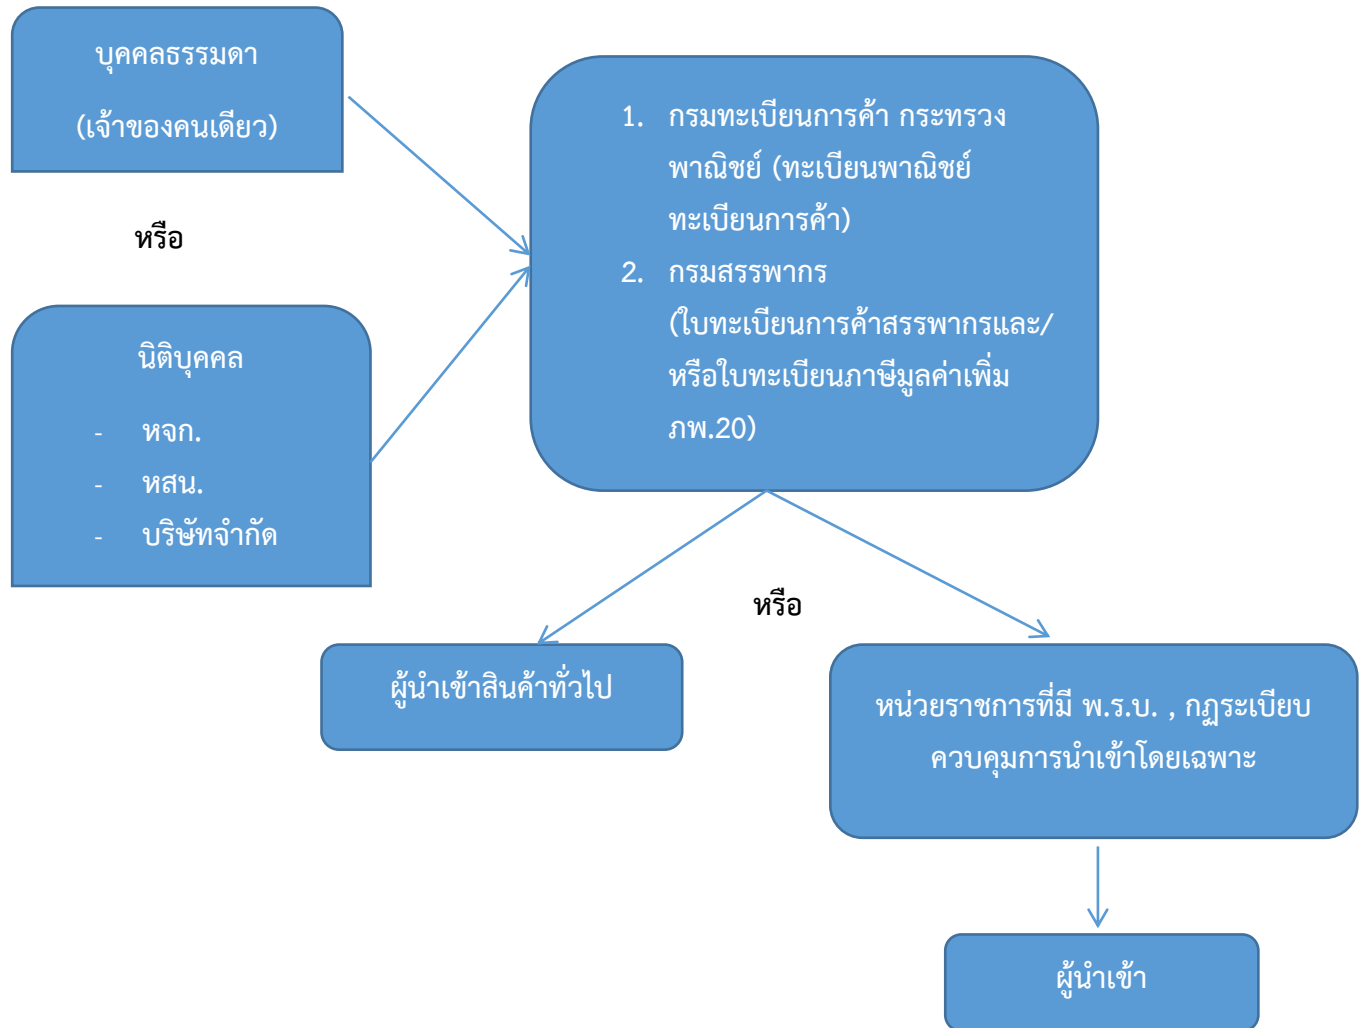 บุคคลธรรมดา
(เจ้าของคนเดียว)
หรือ
นิติบุคคล
- หจก.
- หสน.
- บริษัทจำกัด
1. กรมทะเบียนการค้า กระทรวง
พาณิชย์ (ทะเบียนพาณิชย์
ทะเบียนการค้า)
2. กรมสรรพากร
(ใบทะเบียนการค้าสรรพากรและ/
หรือใบทะเบียนภาษีมูลค่าเพิ่ม
ภพ.20)
หรือ
ผู้นำเข้าสินค้าทั่วไป
หน่วยราชการที่มี พ.ร.บ. , กฎระเบียบ
ควบคุมการนำเข้าโดยเฉพาะ
ผู้นำเข้า